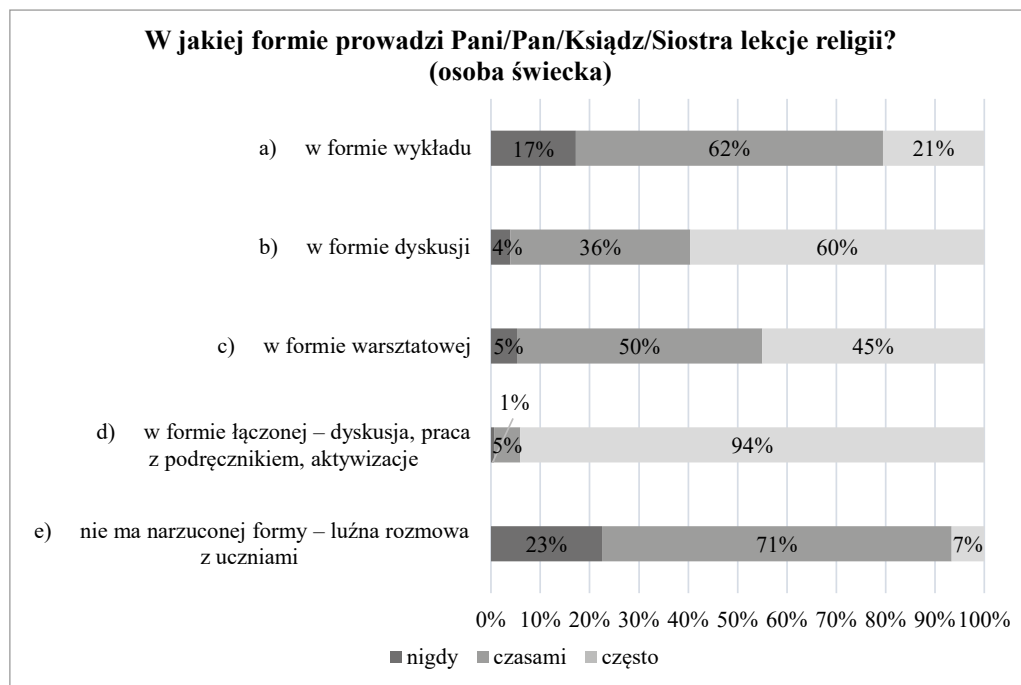 W jakiej formie prowadzi Pani/Pan/Ksiądz/Siostra lekcje religii?
(osoba świecka)
a) w formie wykładu 17% 62% 21%
b) w formie dyskusji 4% 36% 60%
c) w formie warsztatowej 5% 50% 45%
1%
d) w formie łączonej – dyskusja, praca
z podręcznikiem, aktywizacje
5% 94%
e) nie ma narzuconej formy – luźna rozmowa
z uczniami
23% 71% 7%
0% 10% 20% 30% 40% 50% 60% 70% 80% 90% 100%
nigdy czasami często